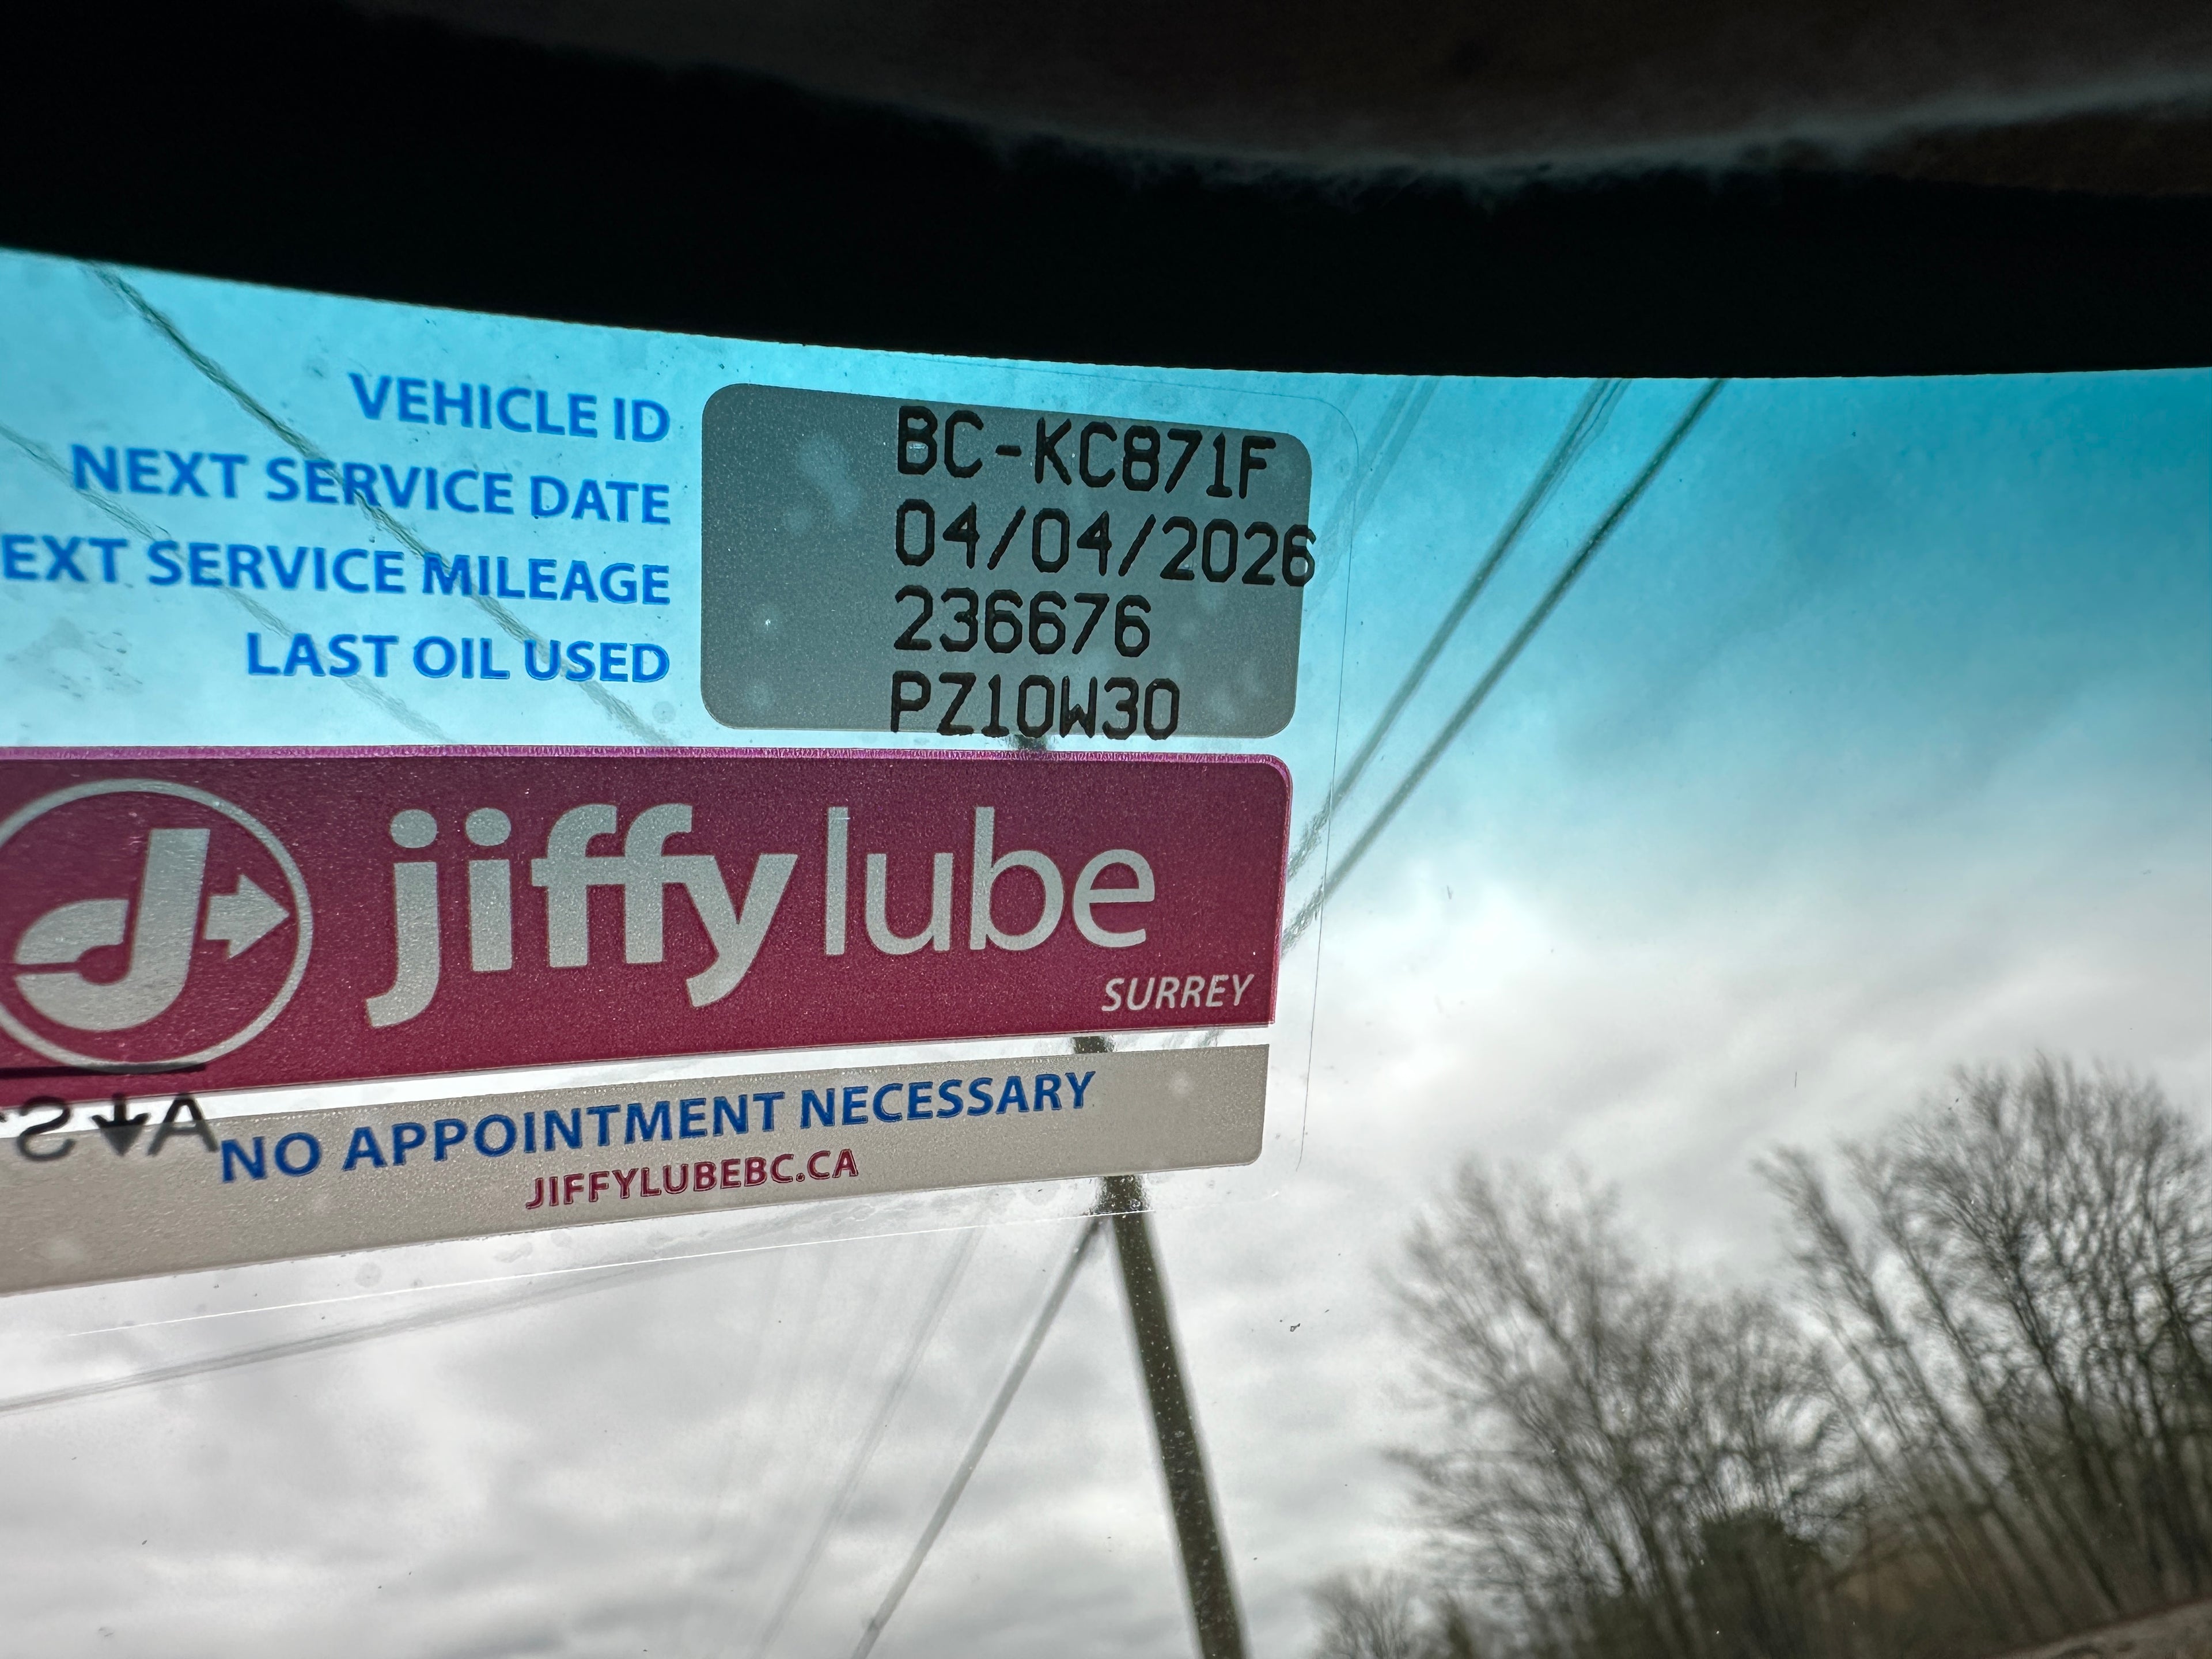 VEHICLE ID BC-KC871F
NEXT SERVICE DATE 04/04/2026
EXT SERVICE MILEAGE 236676
LAST OIL USED PZ10W30
jiffy lube
SURREY
NO APPOINTMENT NECESSARY
JIFFYLUBEBC.CA